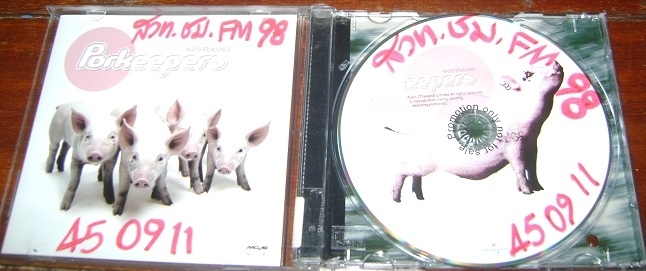 สวท.ชม. FM 98
Porkeepers
45 09 11
สวท.ชม. FM 98
eepers
Promotion only
not for sale
45 09 11